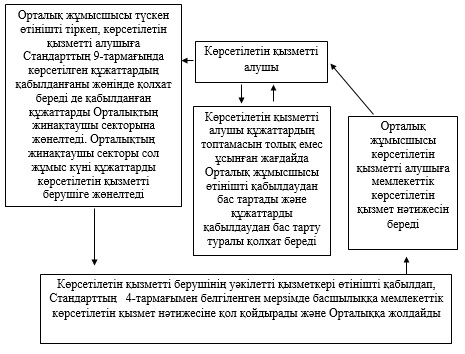 Орталық жұмысшысы түскен
өтінішті тіркеп, көрсетілетін
қызметті алушыға
Стандарттың 9-тармағында
көрсетілген құжаттардың
қабылданғаны жөнінде қолхат
береді де қабылданған
құжаттарды Орталықтың
жинақтаушы секторына
жөнелтеді. Орталықтың
жинақтаушы секторы сол
жұмыс күні құжаттарды
көрсетілетін қызметті
берушіге жөнелтеді
Көрсетілетін қызметті
алушы
Көрсетілетін қызметті
алушы құжаттардың
топтамасын толық емес
ұсынған жағдайда
Орталық жұмысшысы
өтінішті қабылдаудан
бас тартады және
құжаттарды
қабылдаудан бас тарту
туралы қолхат береді
Орталық
жұмысшысы
көрсетілетін
қызметті алушыға
мемлекеттік
көрсетілетін
қызмет нәтижесін
береді
Көрсетілетін қызметті берушінің уәкілетті қызметкері өтінішті қабылдап,
Стандарттың 4-тармағымен белгіленген мерзімде басшылыққа мемлекеттік
көрсетілетін қызмет нәтижесіне қол қойдырады және Орталыққа жолдайды